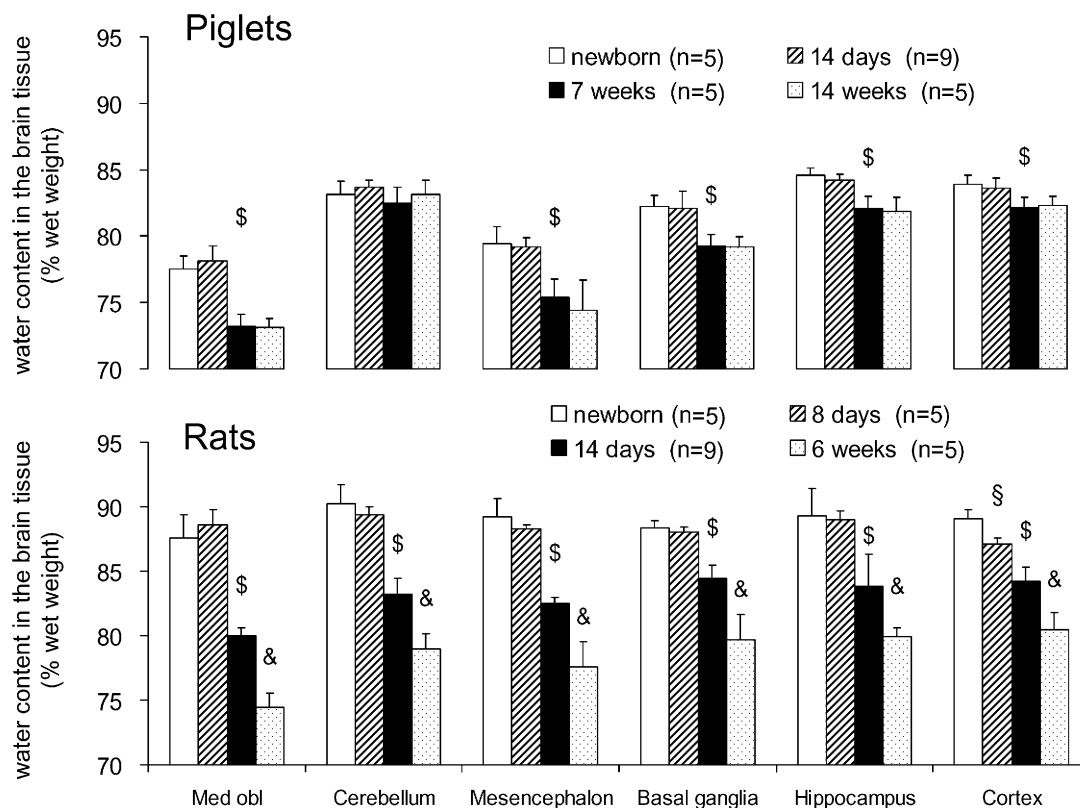 Piglets
newborn (n=5) 14 days (n=9)
7 weeks (n=5) 14 weeks (n=5)
water content in the brain tissue
(% wet weight)
95
90
85
80
75
70
$ $ $ $ $
Rats
newborn (n=5) 8 days (n=5)
14 days (n=9) 6 weeks (n=5)
water content in the brain tissue
(% wet weight)
95
90
85
80
75
70
$ & $ & $ & $ & $ & § $ &
Med obl Cerebellum Mesencephalon Basal ganglia Hippocampus Cortex